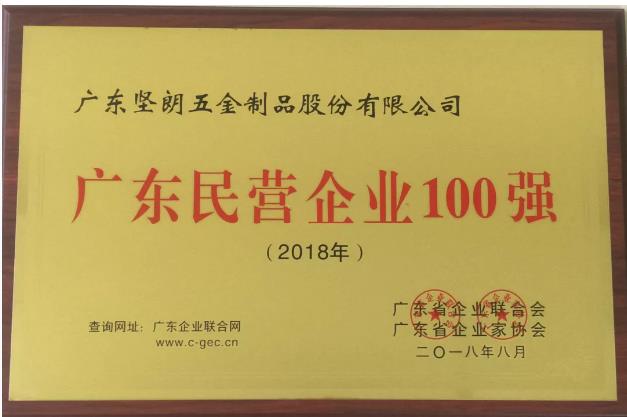 广东坚朗五金制品股份有限公司
广东民营企业100强
（2018年）
查询网址：广东企业联合网
www.c-gec.cn
广东省企业联合会
广东省企业家协会
二〇一八年八月